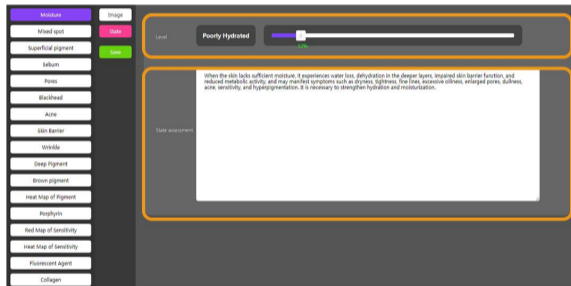 Moisture
Mixed spot
Superficial pigment
Sebum
Pores
Blackhead
Acne
Skin Barrier
Wrinkle
Deep Pigment
Brown pigment
Heat Map of Pigment
Porphyrin
Red Map of Sensitivity
Heat Map of Sensitivity
Fluorescent Agent
Collagen
Image
State
Save
Level
Poorly Hydrated
12%
State assessment
When the skin lacks sufficient moisture, it experiences water loss, dehydration in the deeper layers, impaired skin barrier function, and
reduced metabolic activity, and may manifest symptoms such as dryness, tightness, fine lines, excessive oiliness, enlarged pores, dullness,
acne, sensitivity, and hyperpigmentation. It is necessary to strengthen hydration and moisturization.